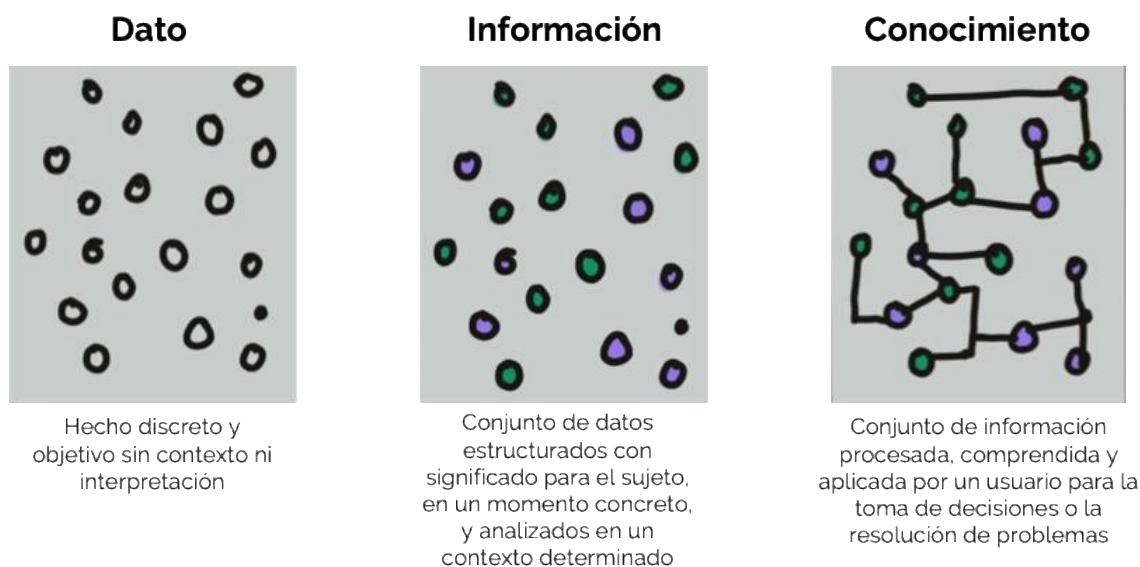 Dato
Hecho discreto y
objetivo sin contexto ni
interpretación
Información
Conjunto de datos
estructurados con
significado para el sujeto,
en un momento concreto,
y analizados en un
contexto determinado
Conocimiento
Conjunto de información
procesada, comprendida y
aplicada por un usuario para la
toma de decisiones o la
resolución de problemas